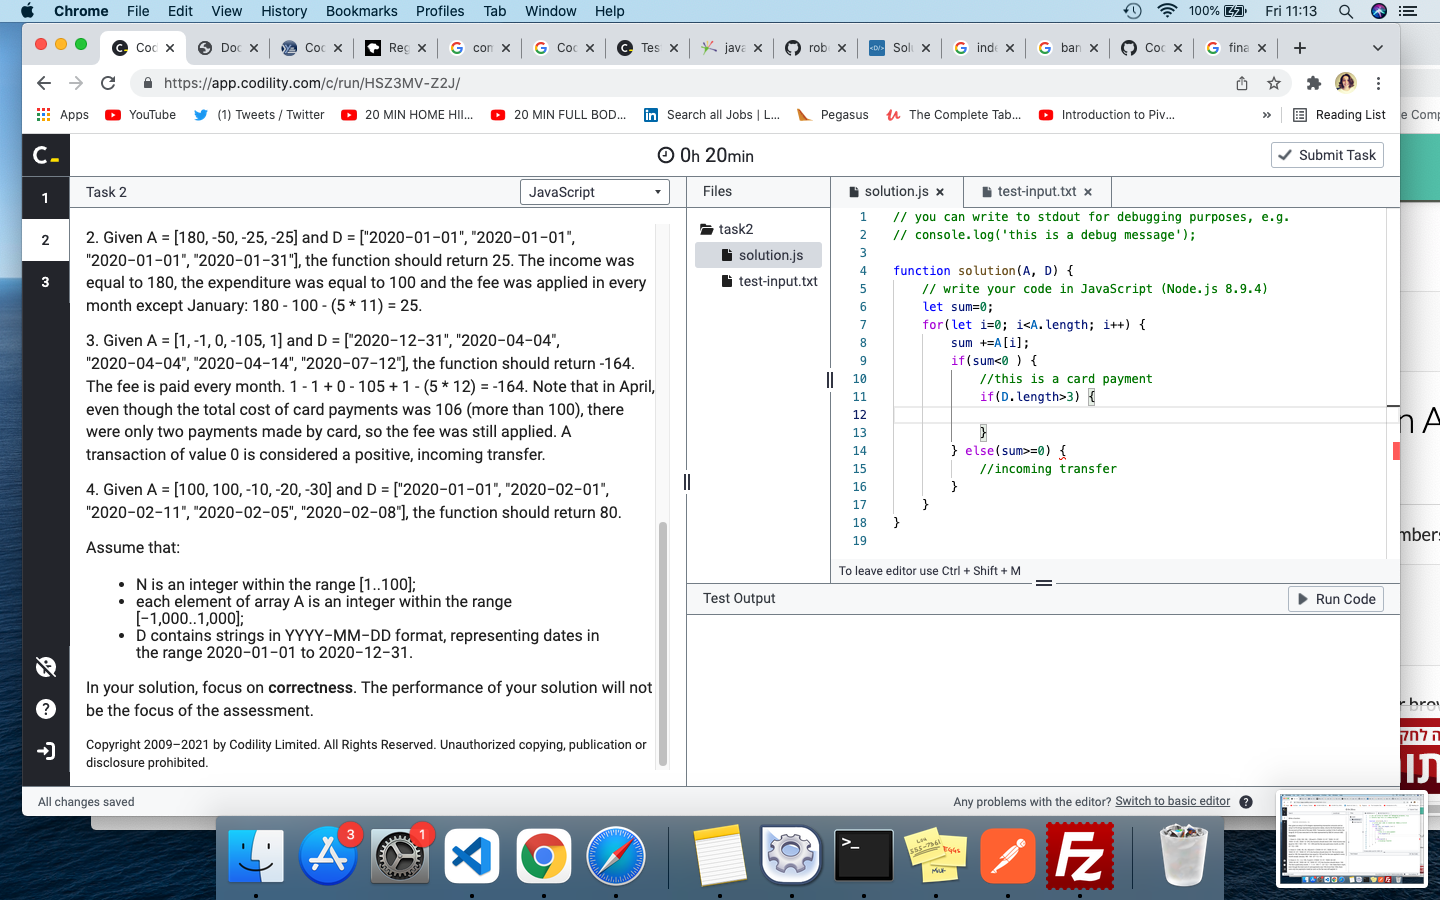 Chrome File Edit View History Bookmarks Profiles Tab Window Help 100% Fri 11:13
Cod Doc Coc Reg con Coc Tes java rob Solu inde ban Coc fina
https://app.codility.com/c/run/HSZ3MV-Z2J/
Apps YouTube (1) Tweets / Twitter 20 MIN HOME HII... 20 MIN FULL BOD... Search all Jobs | L... Pegasus The Complete Tab... Introduction to Piv... » Reading List
0h 20min
Submit Task
1
2
3
Task 2
JavaScript
2. Given A = [180, -50, -25, -25] and D = ["2020-01-01", "2020-01-01",
"2020-01-01", "2020-01-31"], the function should return 25. The income was
equal to 180, the expenditure was equal to 100 and the fee was applied in every
month except January: 180 - 100 - (5 * 11) = 25.
3. Given A = [1, -1, 0, -105, 1] and D = ["2020-12-31", "2020-04-04",
"2020-04-04", "2020-04-14", "2020-07-12"], the function should return -164.
The fee is paid every month. 1 - 1 + 0 - 105 + 1 - (5 * 12) = -164. Note that in April,
even though the total cost of card payments was 106 (more than 100), there
were only two payments made by card, so the fee was still applied. A
transaction of value 0 is considered a positive, incoming transfer.
4. Given A = [100, 100, -10, -20, -30] and D = ["2020-01-01", "2020-02-01",
"2020-02-11", "2020-02-05", "2020-02-08"], the function should return 80.
Assume that:
• N is an integer within the range [1..100];
• each element of array A is an integer within the range
[−1,000..1,000];
• D contains strings in YYYY-MM-DD format, representing dates in
the range 2020-01-01 to 2020-12-31.
In your solution, focus on correctness. The performance of your solution will not
be the focus of the assessment.
Copyright 2009–2021 by Codility Limited. All Rights Reserved. Unauthorized copying, publication or
disclosure prohibited.
Files
task2
solution.js
test-input.txt
solution.js × test-input.txt ×
1 // you can write to stdout for debugging purposes, e.g.
2 // console.log('this is a debug message');
3
4 function solution(A, D) {
5 // write your code in JavaScript (Node.js 8.9.4)
6 let sum=0;
7 for(let i=0; i<A.length; i++) {
8 sum +=A[i];
9 if(sum<0 ) {
10 //this is a card payment
11 if(D.length>3) {
12
13 }
14 } else(sum>=0) {
15 //incoming transfer
16 }
17 }
18 }
19
To leave editor use Ctrl + Shift + M
Test Output
Run Code
All changes saved
Any problems with the editor? Switch to basic editor ?
e Comp
n A
mbers
r brow
3
1